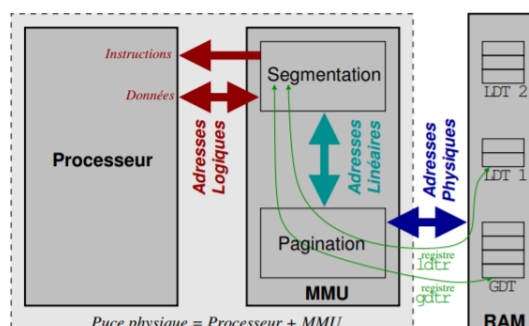 Instructions
Données
Processeur
Adresses
Logiques
Segmentation
Adresses
Linéaires
Pagination
MMU
Adresses
Physiques
registre
ldtr
registre
gdtr
LDT 2
LDT 1
GDT
RAM
Puce physique = Processeur + MMU